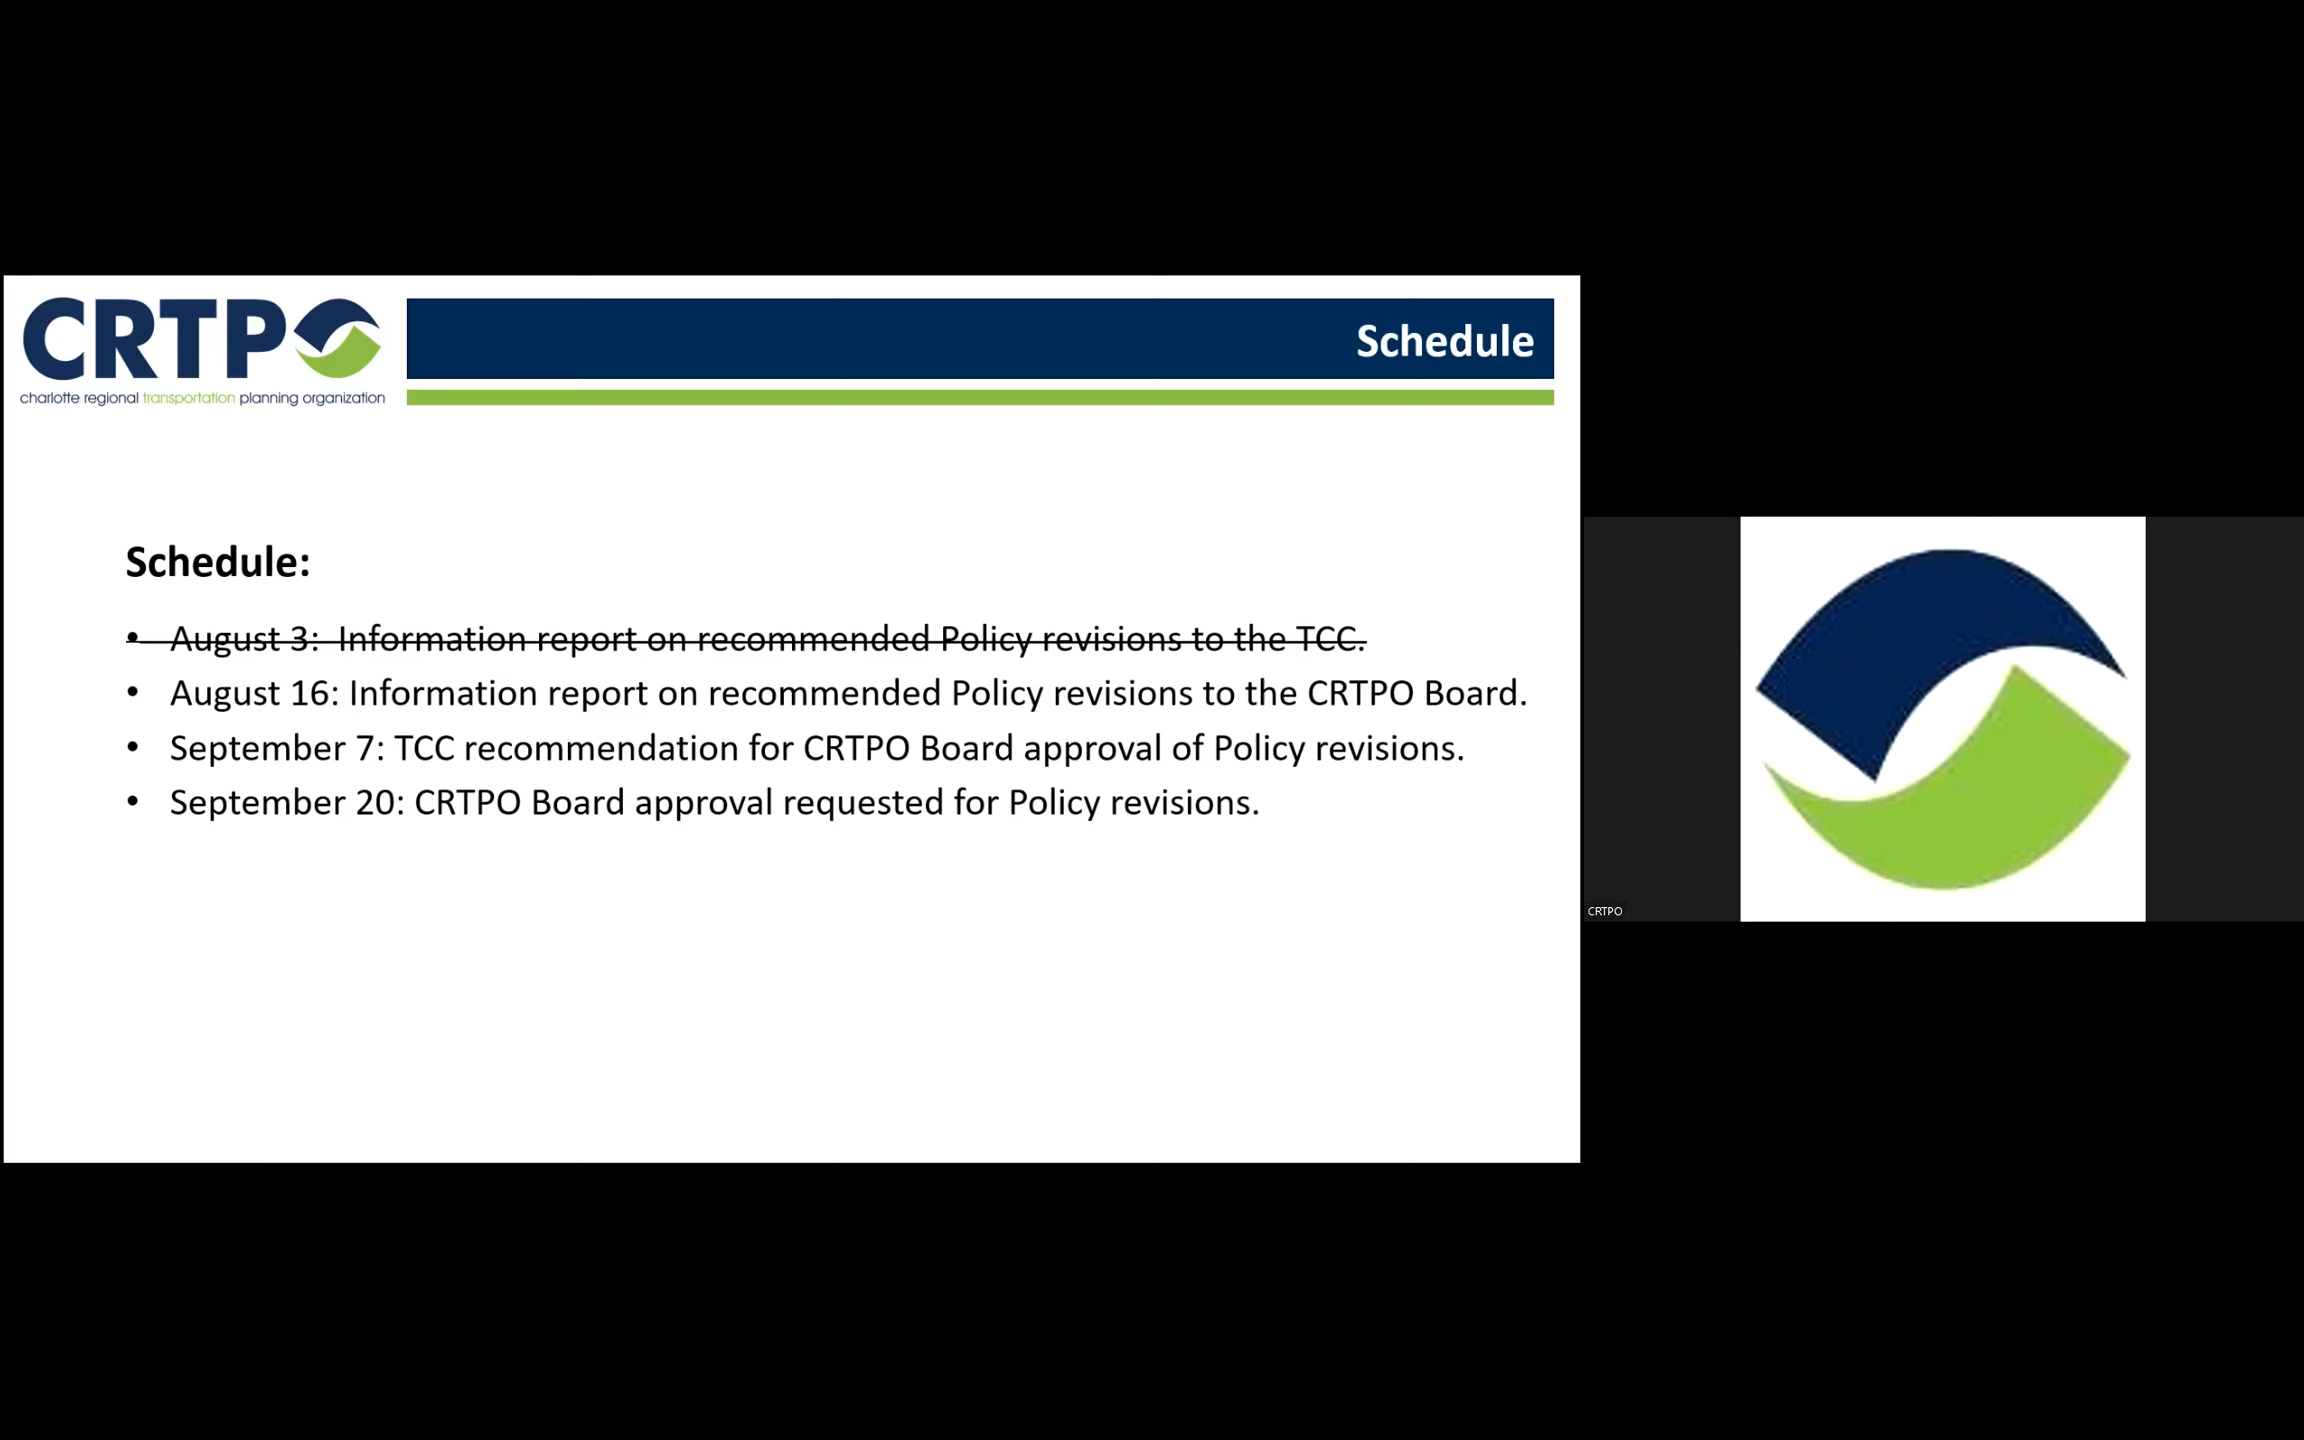 CRTPO
charlotte regional transportation planning organization
Schedule
Schedule:
• August 3:  Information report on recommended Policy revisions to the TCC.
• August 16: Information report on recommended Policy revisions to the CRTPO Board.
• September 7: TCC recommendation for CRTPO Board approval of Policy revisions.
• September 20: CRTPO Board approval requested for Policy revisions.
CRTPO